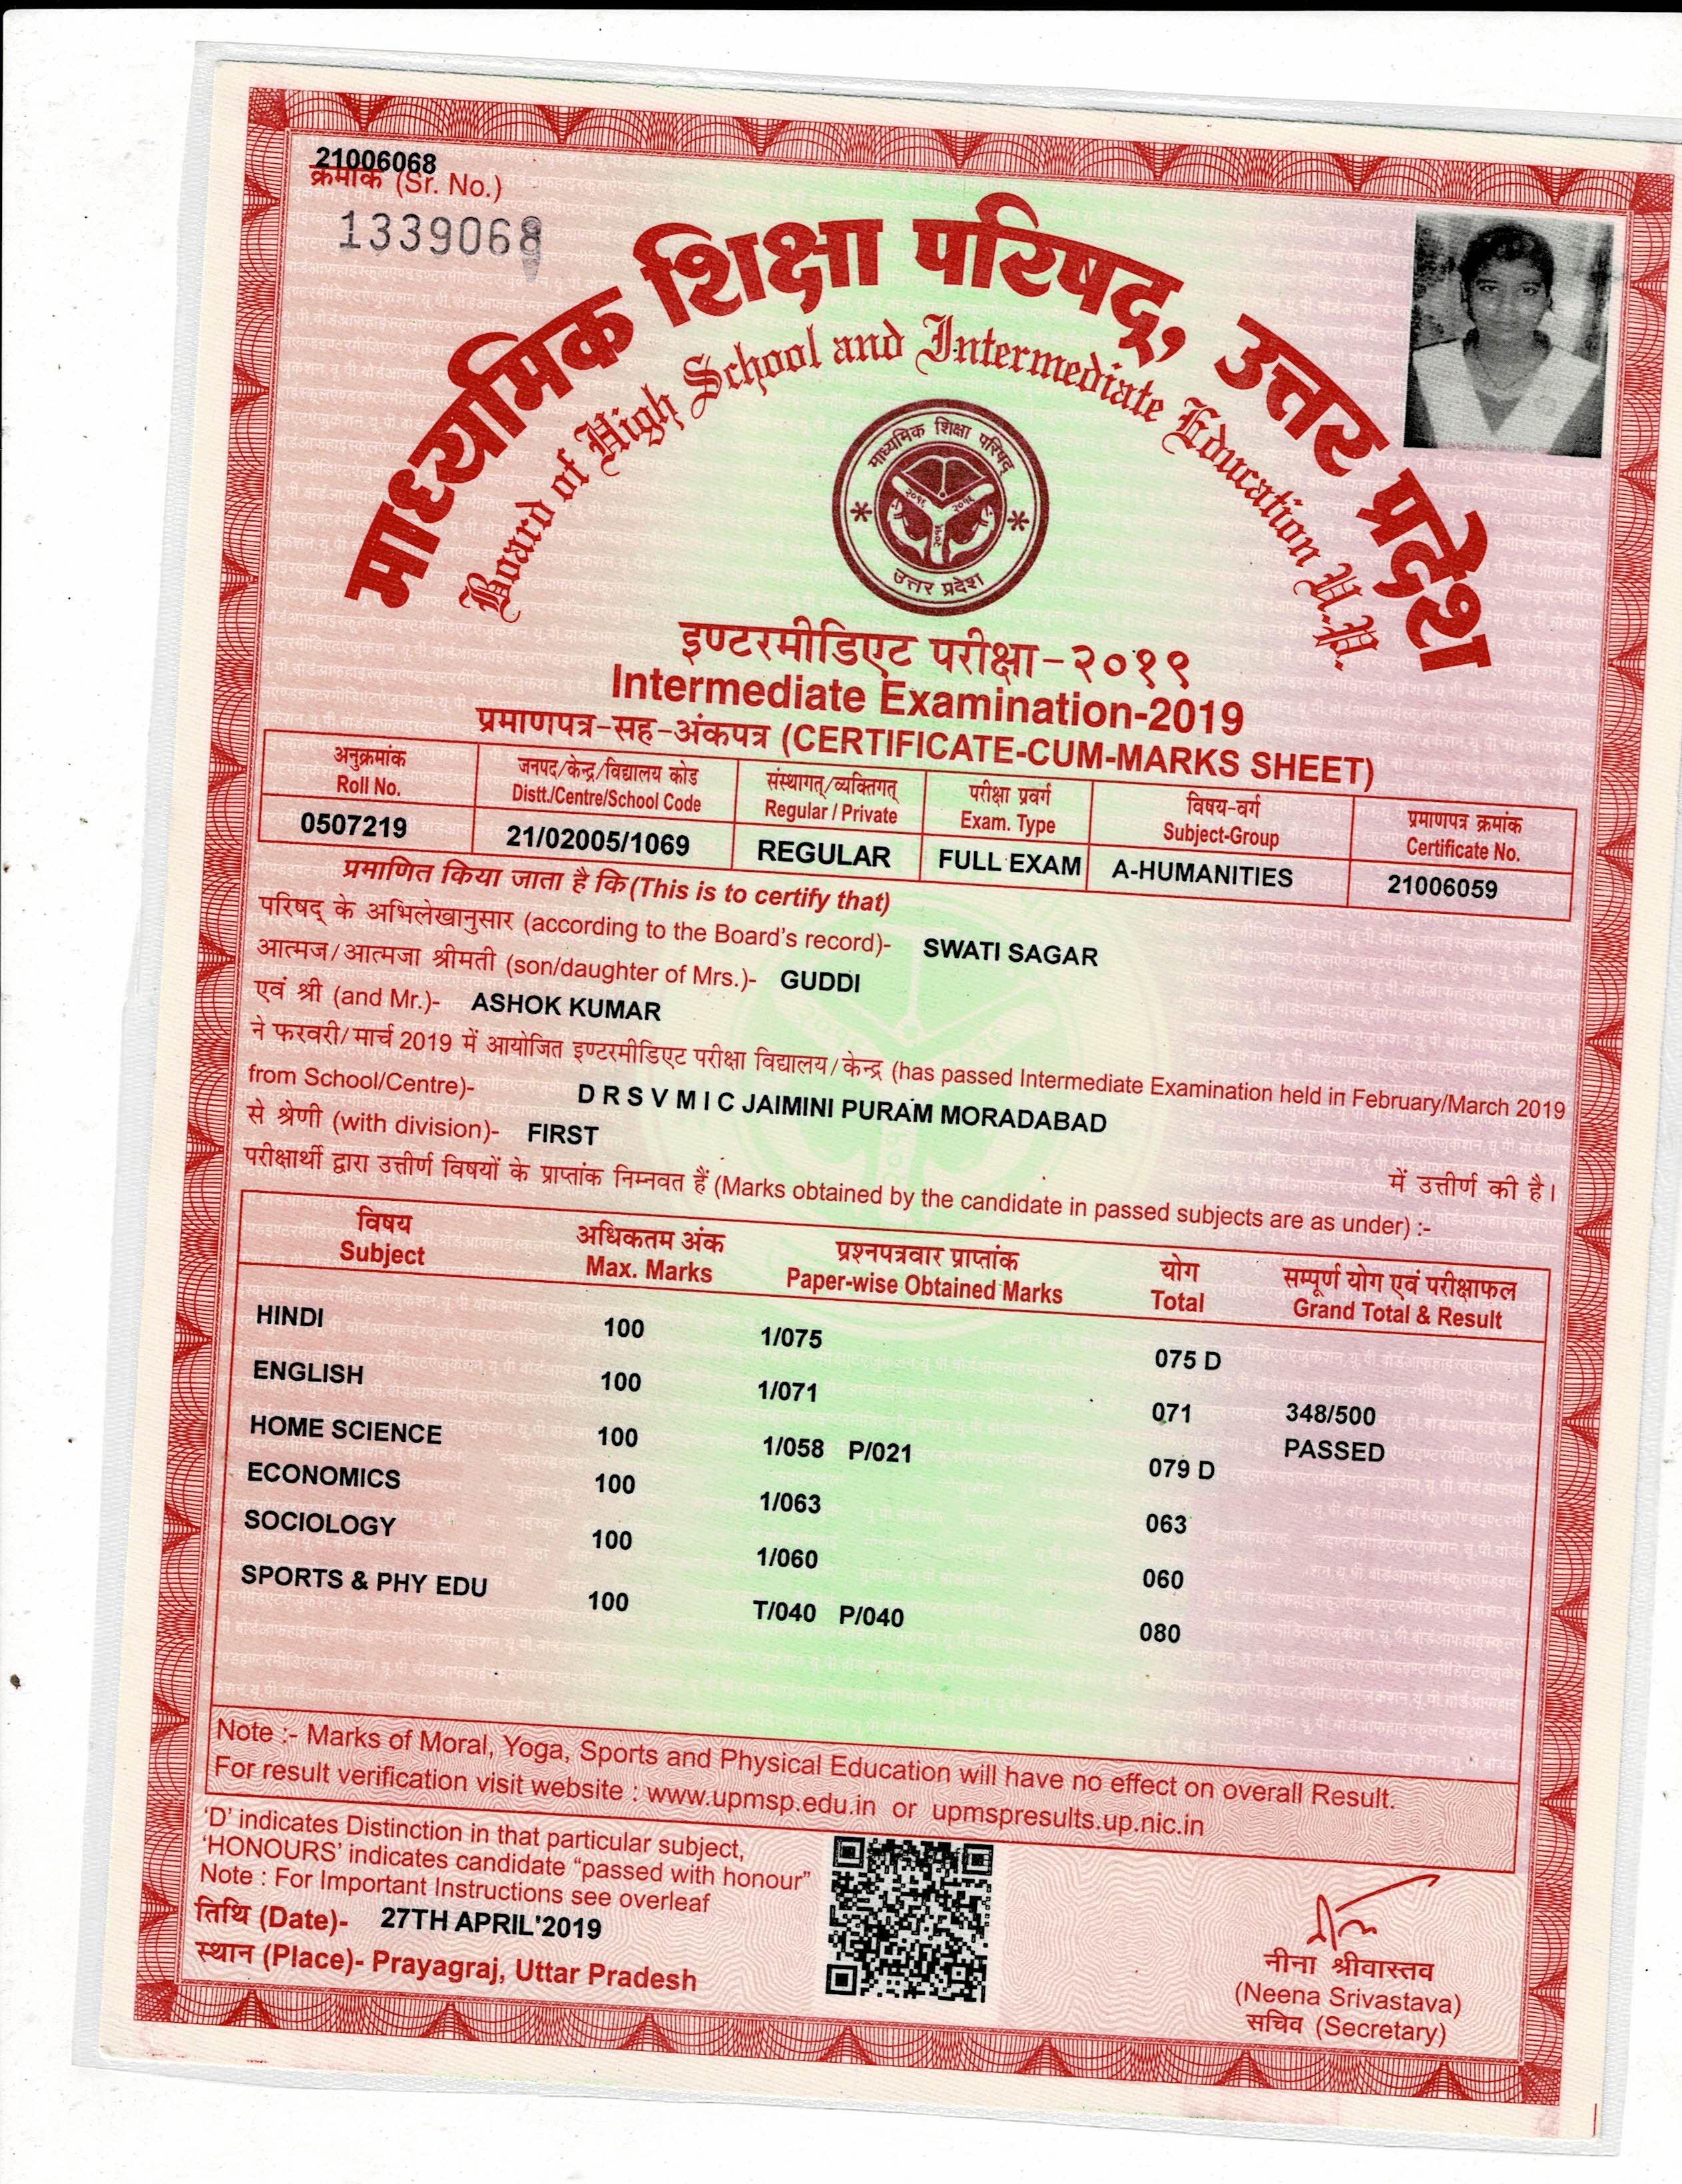 21006068
क्रमांक (Sr. No.)
1339068
माध्यमिक शिक्षा परिषद्, उत्तर प्रदेश
Board of High School and Intermediate Education U.P.
माध्यमिक शिक्षा परिषद्
उत्तर प्रदेश
इण्टरमीडिएट परीक्षा-२०१९
Intermediate Examination-2019
प्रमाणपत्र-सह-अंकपत्र (CERTIFICATE-CUM-MARKS SHEET)
अनुक्रमांक जनपद/केन्द्र/विद्यालय कोड संस्थागत्/व्यक्तिगत् परीक्षा प्रवर्ग विषय-वर्ग प्रमाणपत्र क्रमांक
Roll No. Distt./Centre/School Code Regular / Private Exam. Type Subject-Group Certificate No.
0507219 21/02005/1069 REGULAR FULL EXAM A-HUMANITIES 21006059
प्रमाणित किया जाता है कि (This is to certify that)
परिषद् के अभिलेखानुसार (according to the Board's record)- SWATI SAGAR
आत्मज/आत्मजा श्रीमती (son/daughter of Mrs.)- GUDDI
एवं श्री (and Mr.)- ASHOK KUMAR
ने फरवरी/मार्च 2019 में आयोजित इण्टरमीडिएट परीक्षा विद्यालय/केन्द्र (has passed Intermediate Examination held in February/March 2019
from School/Centre)- D R S V M I C JAIMINI PURAM MORADABAD
से श्रेणी (with division)- FIRST में उत्तीर्ण की है।
परीक्षार्थी द्वारा उत्तीर्ण विषयों के प्राप्तांक निम्नवत हैं (Marks obtained by the candidate in passed subjects are as under) :-
विषय अधिकतम अंक प्रश्नपत्रवार प्राप्तांक योग सम्पूर्ण योग एवं परीक्षाफल
Subject Max. Marks Paper-wise Obtained Marks Total Grand Total & Result
HINDI 100 1/075 075 D
ENGLISH 100 1/071 071 348/500
HOME SCIENCE 100 1/058 P/021 079 D PASSED
ECONOMICS 100 1/063 063
SOCIOLOGY 100 1/060 060
SPORTS & PHY EDU 100 T/040 P/040 080
Note :- Marks of Moral, Yoga, Sports and Physical Education will have no effect on overall Result.
For result verification visit website : www.upmsp.edu.in or upmspresults.up.nic.in
'D' indicates Distinction in that particular subject,
'HONOURS' indicates candidate "passed with honour"
Note : For Important Instructions see overleaf
तिथि (Date)- 27TH APRIL'2019
स्थान (Place)- Prayagraj, Uttar Pradesh
नीना श्रीवास्तव
(Neena Srivastava)
सचिव (Secretary)